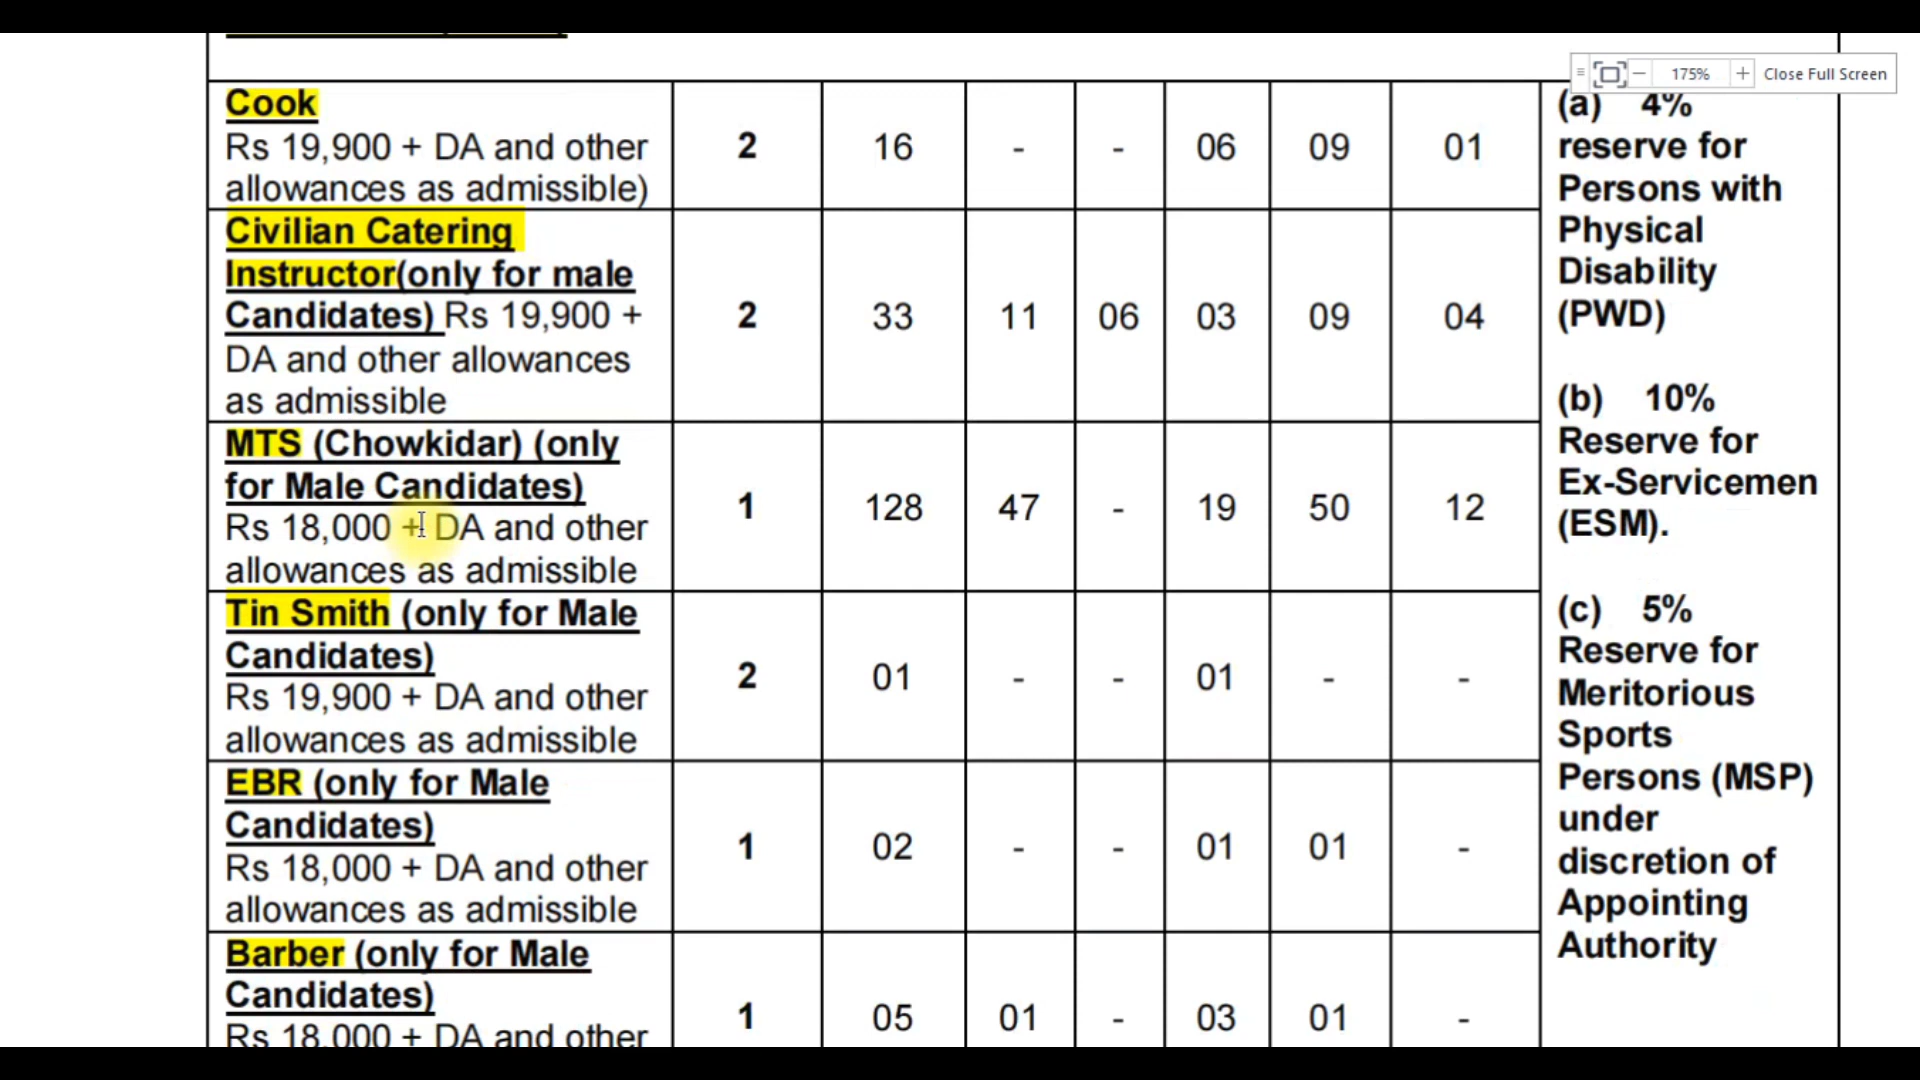 175% Close Full Screen
Cook
Rs 19,900 + DA and other
allowances as admissible)
2 16 - - 06 09 01
Civilian Catering
Instructor(only for male
Candidates) Rs 19,900 +
DA and other allowances
as admissible
2 33 11 06 03 09 04
MTS (Chowkidar) (only
for Male Candidates)
Rs 18,000 + DA and other
allowances as admissible
1 128 47 - 19 50 12
Tin Smith (only for Male
Candidates)
Rs 19,900 + DA and other
allowances as admissible
2 01 - - 01 - -
EBR (only for Male
Candidates)
Rs 18,000 + DA and other
allowances as admissible
1 02 - - 01 01 -
Barber (only for Male
Candidates)
Rs 18,000 + DA and other
1 05 01 - 03 01 -
(a) 4%
reserve for
Persons with
Physical
Disability
(PWD)
(b) 10%
Reserve for
Ex-Servicemen
(ESM).
(c) 5%
Reserve for
Meritorious
Sports
Persons (MSP)
under
discretion of
Appointing
Authority